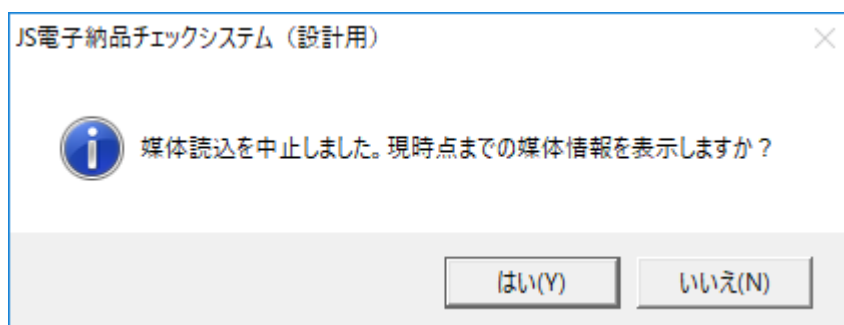 JS電子納品チェックシステム（設計用）
媒体読込を中止しました。現時点までの媒体情報を表示しますか？
はい(Y)
いいえ(N)